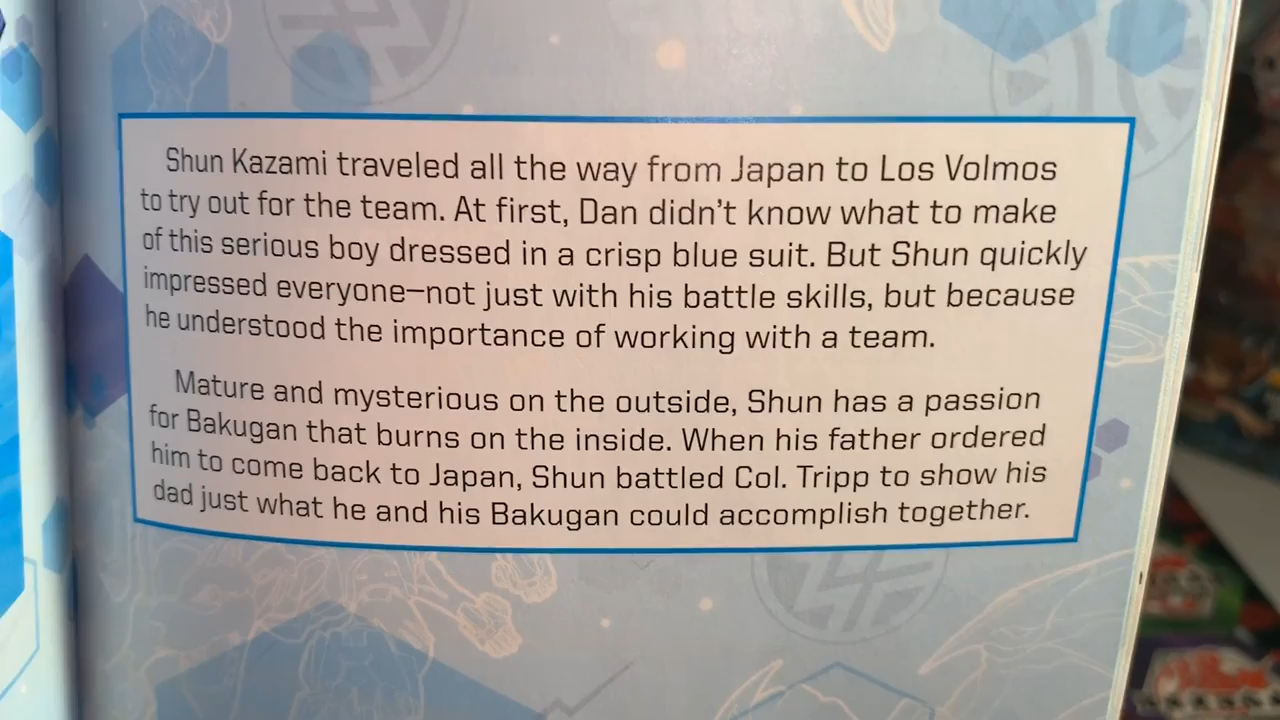 Shun Kazami traveled all the way from Japan to Los Volmos
to try out for the team. At first, Dan didn't know what to make
of this serious boy dressed in a crisp blue suit. But Shun quickly
impressed everyone—not just with his battle skills, but because
he understood the importance of working with a team.
Mature and mysterious on the outside, Shun has a passion
for Bakugan that burns on the inside. When his father ordered
him to come back to Japan, Shun battled Col. Tripp to show his
dad just what he and his Bakugan could accomplish together.